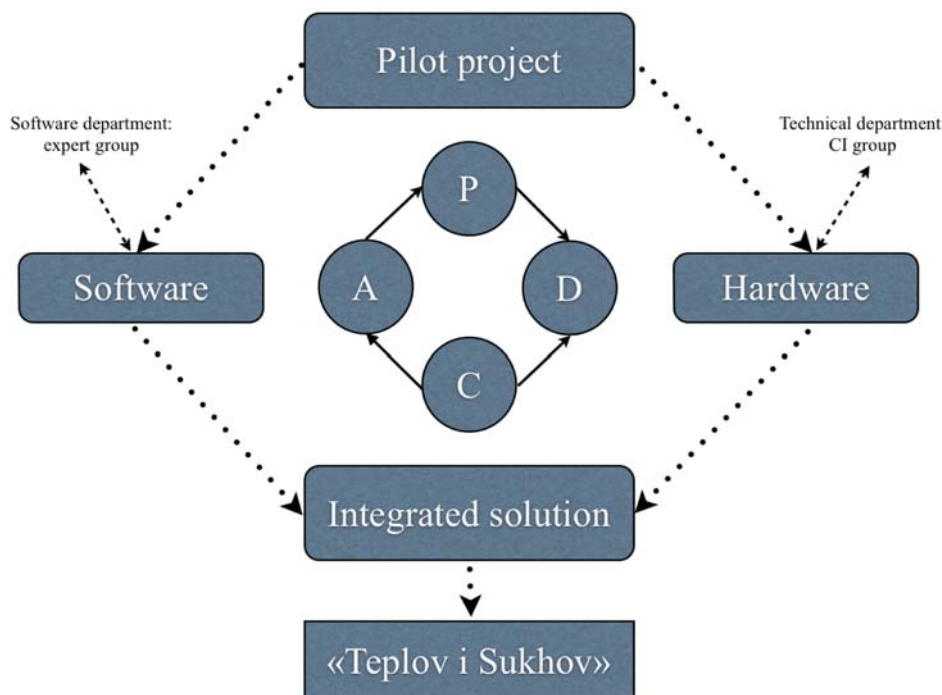 Pilot project
Software department:
expert group
Technical department
CI group
P
Software
A
D
Hardware
C
Integrated solution
«Teplov i Sukhov»